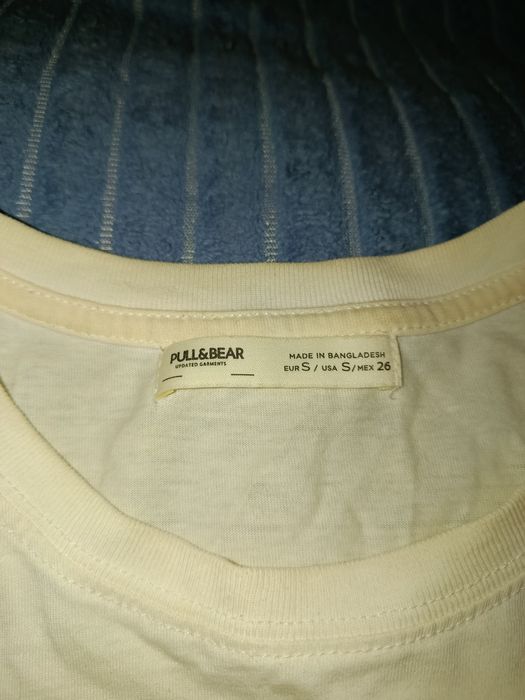 PULL&BEAR
UPDATED GARMENTS
MADE IN BANGLADESH
EUR S / USA S / MEX 26